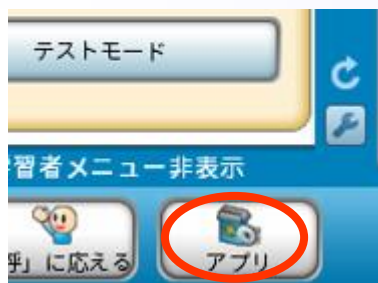 テストモード
習者メニュー非表示
呼」に応える
アプリ